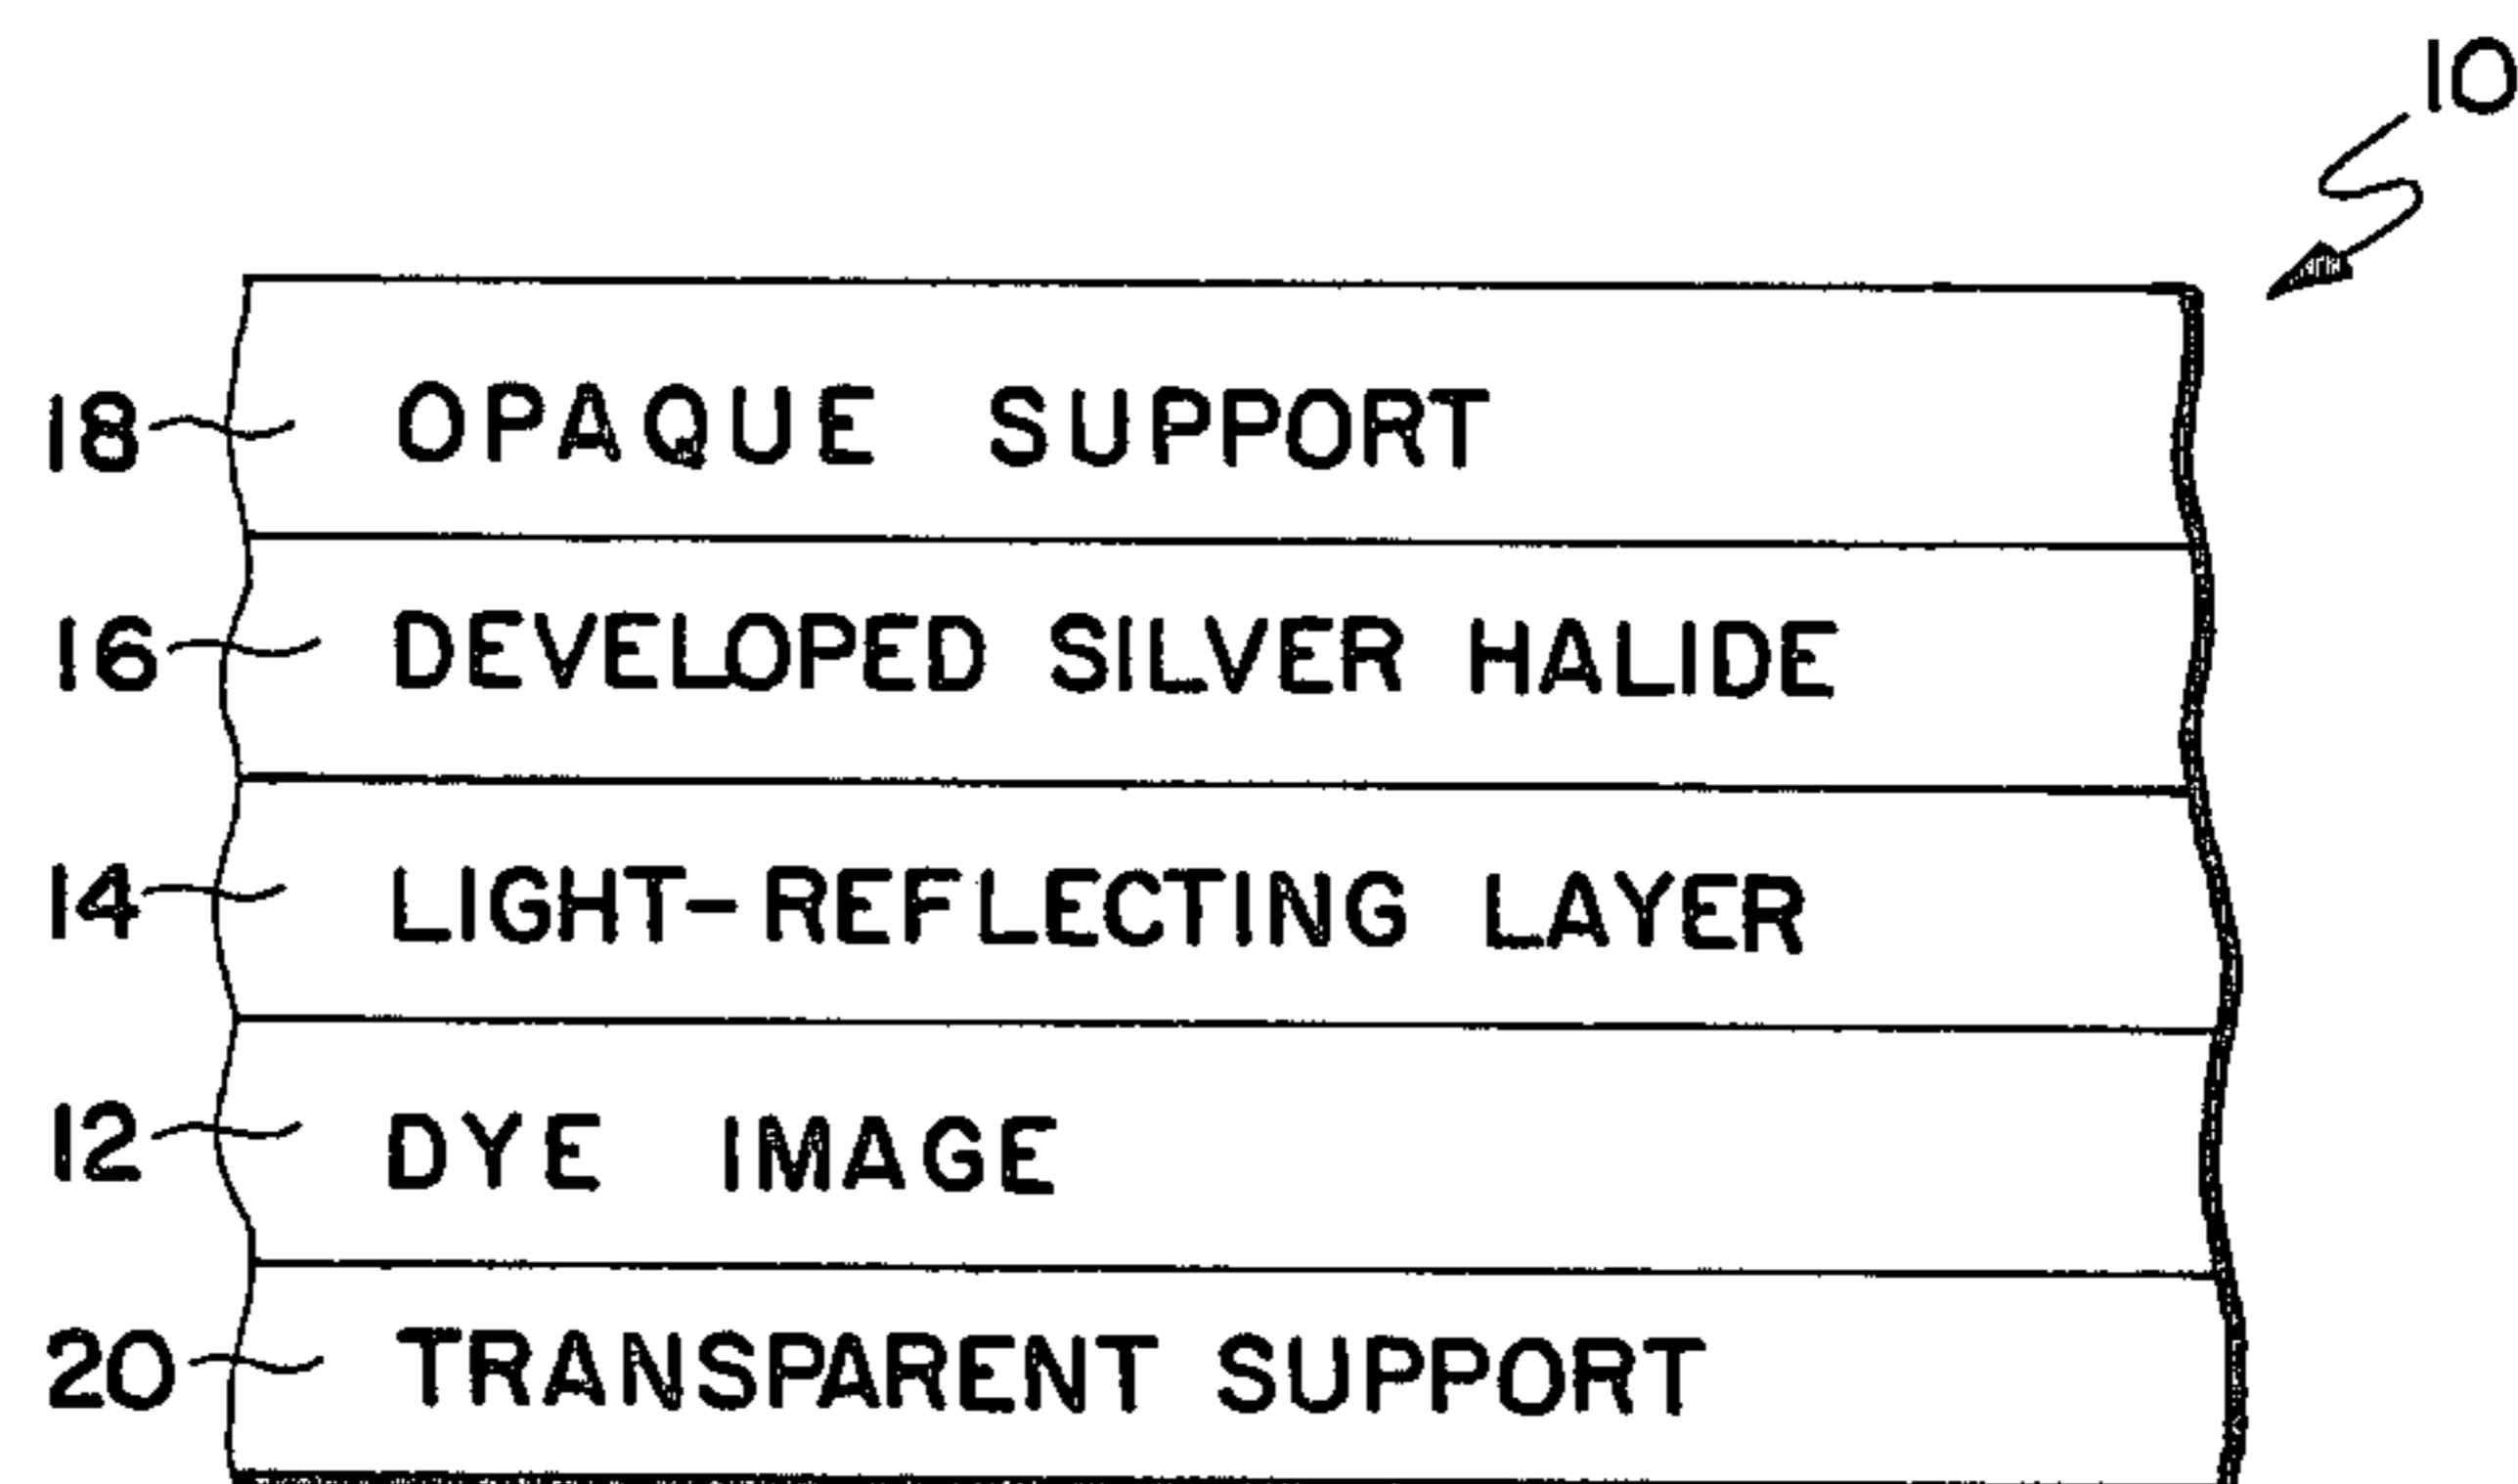 10
18 OPAQUE SUPPORT
16 DEVELOPED SILVER HALIDE
14 LIGHT-REFLECTING LAYER
12 DYE IMAGE
20 TRANSPARENT SUPPORT